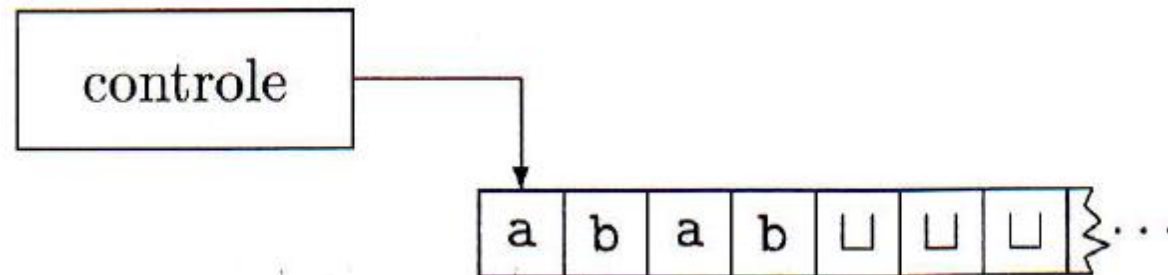 controle
a b a b ⊔ ⊔ ⊔ ...